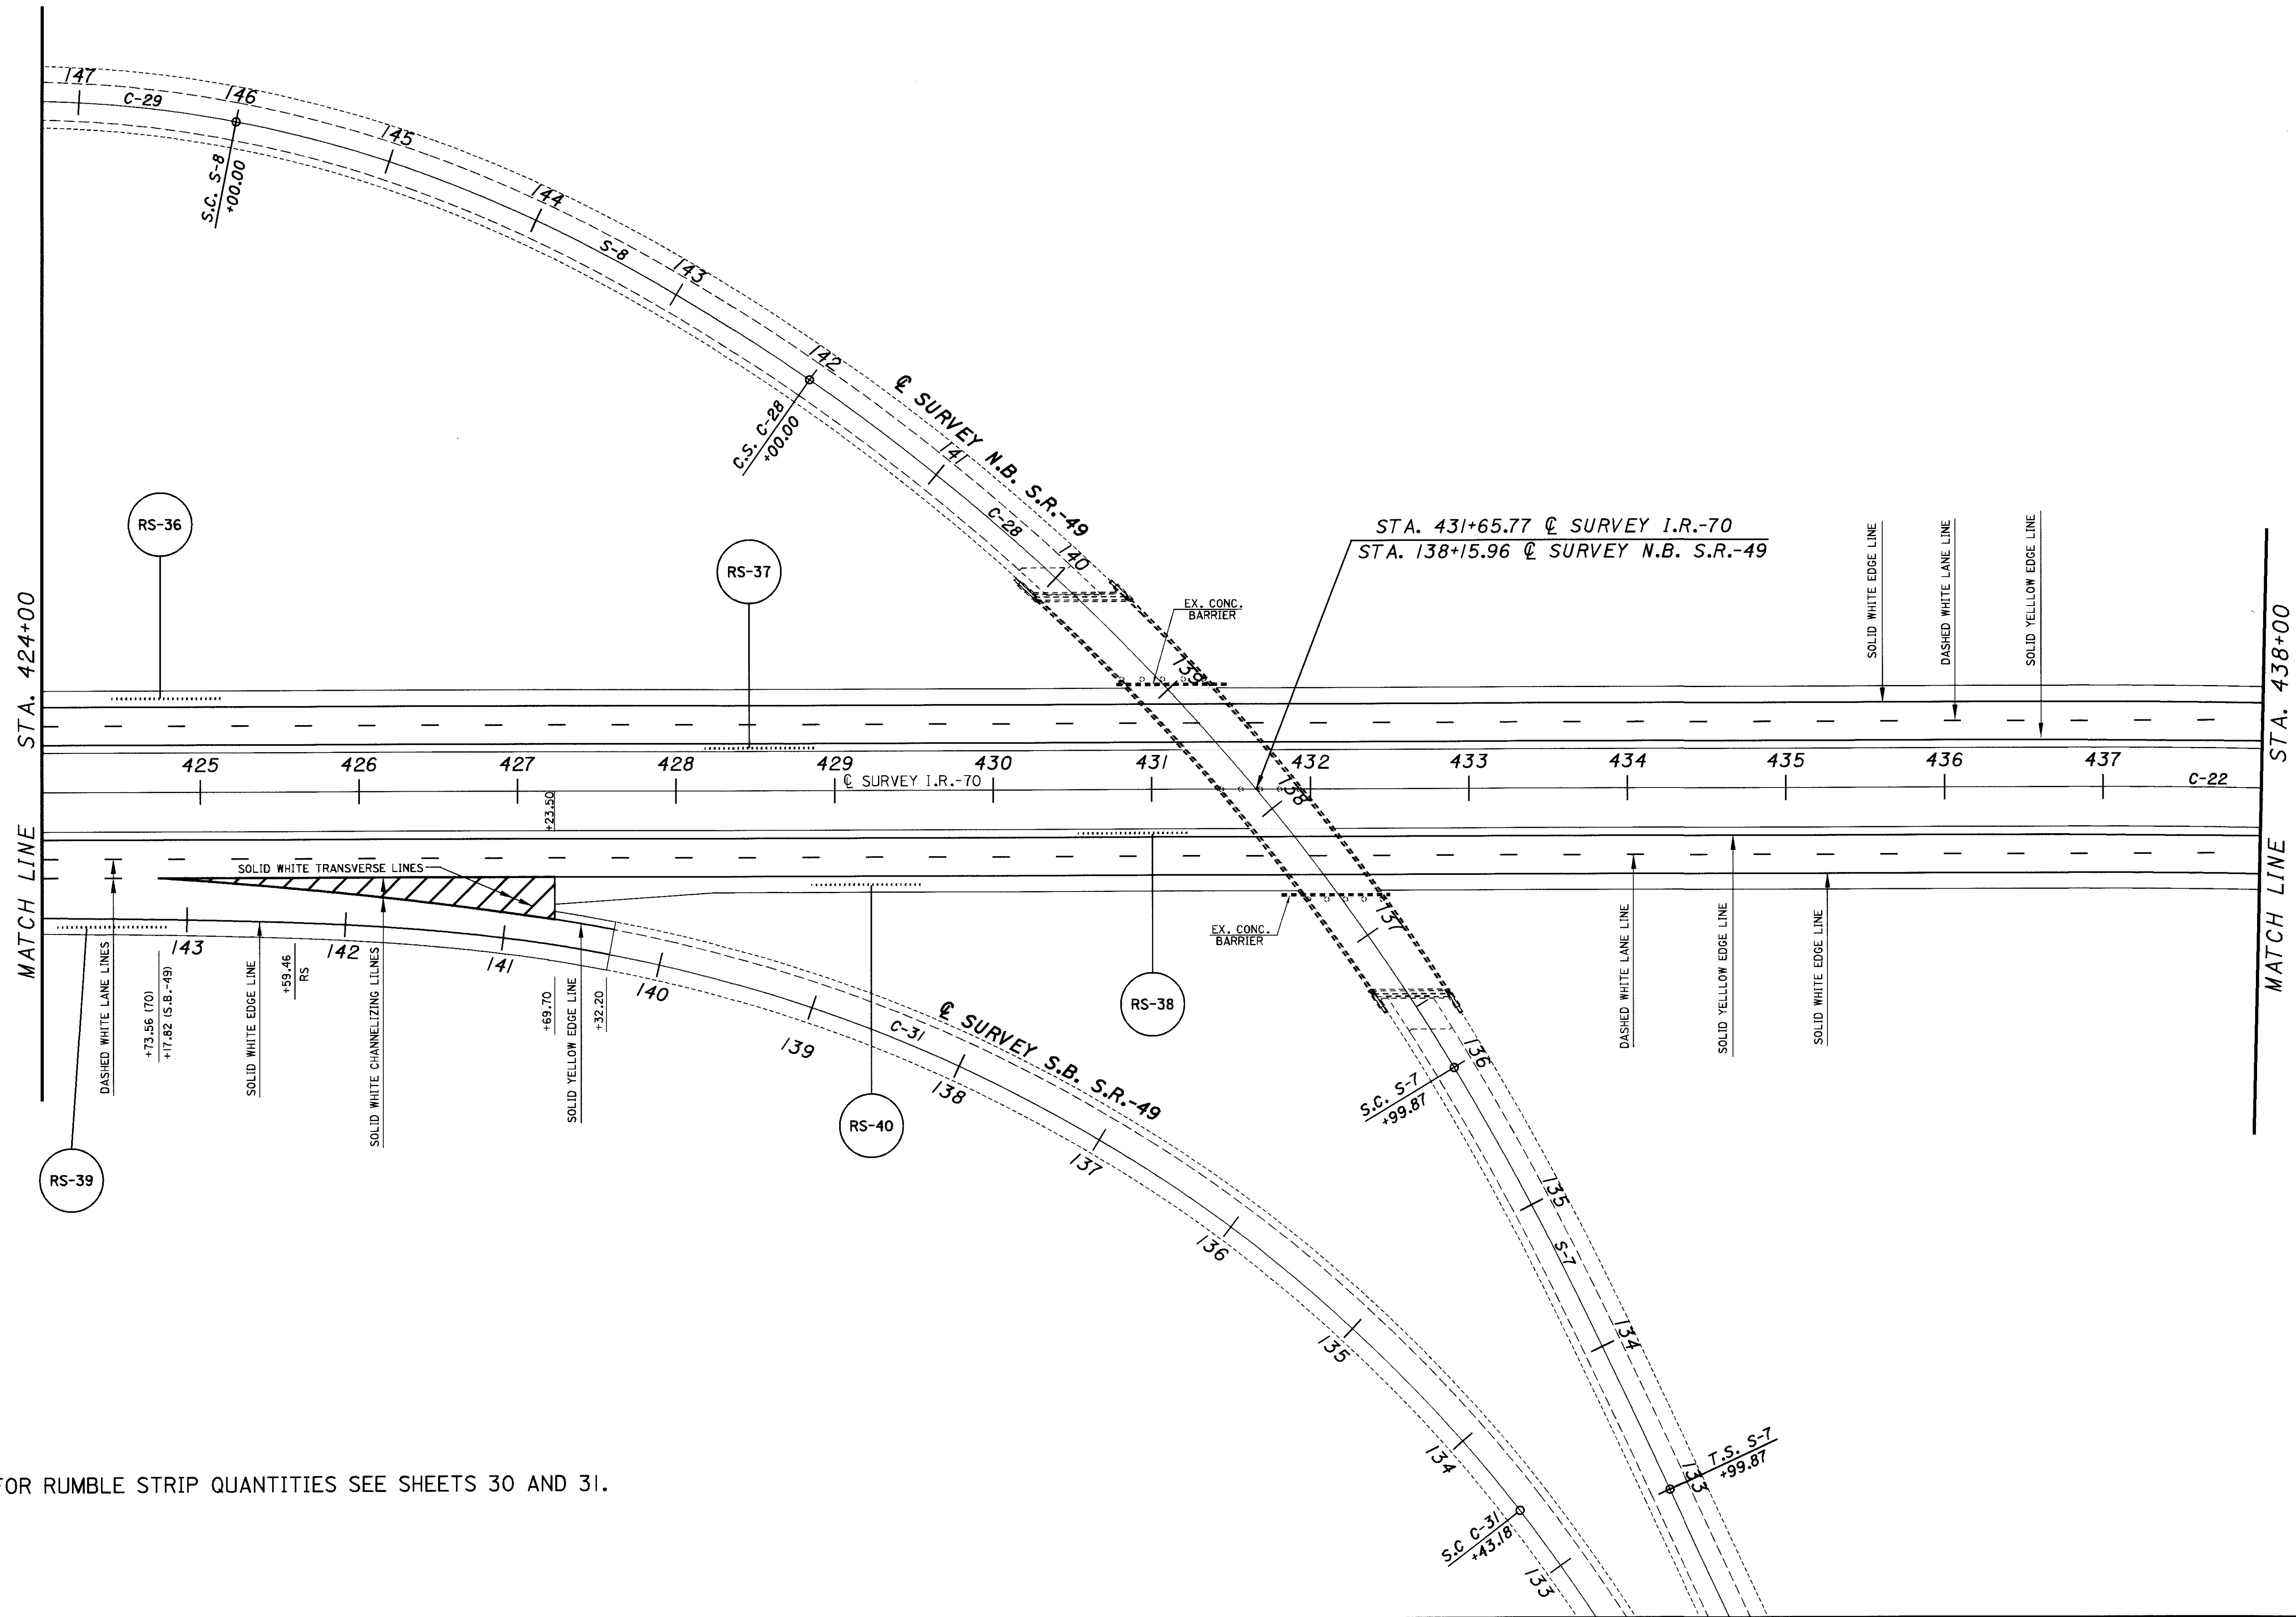 147
C-29
146
145
S.C. S-8
+00.00
144
S-8
143
142
C.S. C-28
+00.00
℄ SURVEY N.B. S.R.-49
141
C-28
140
RS-36
RS-37
STA. 431+65.77 ℄ SURVEY I.R.-70
STA. 138+15.96 ℄ SURVEY N.B. S.R.-49
EX. CONC.
BARRIER
139
SOLID WHITE EDGE LINE
DASHED WHITE LANE LINE
SOLID YELLLOW EDGE LINE
MATCH LINE STA. 424+00
MATCH LINE STA. 438+00
425
426
427
428
429
430
431
432
433
434
435
436
437
C-22
℄ SURVEY I.R.-70
138
+23.50
SOLID WHITE TRANSVERSE LINES
143
142
141
140
137
EX. CONC.
BARRIER
DASHED WHITE LANE LINES
+73.56 (70)
+17.82 (S.B.-49)
SOLID WHITE EDGE LINE
+59.46
RS
SOLID WHITE CHANNELIZING LILNES
+69.70
SOLID YELLOW EDGE LINE
+32.20
DASHED WHITE LANE LINE
SOLID YELLLOW EDGE LINE
SOLID WHITE EDGE LINE
RS-38
139
C-31
℄ SURVEY S.B. S.R.-49
138
136
S.C. S-7
+99.87
RS-40
RS-39
137
135
136
S-7
135
134
134
T.S. S-7
+99.87
133
S.C C-31
+43.18
133
FOR RUMBLE STRIP QUANTITIES SEE SHEETS 30 AND 31.